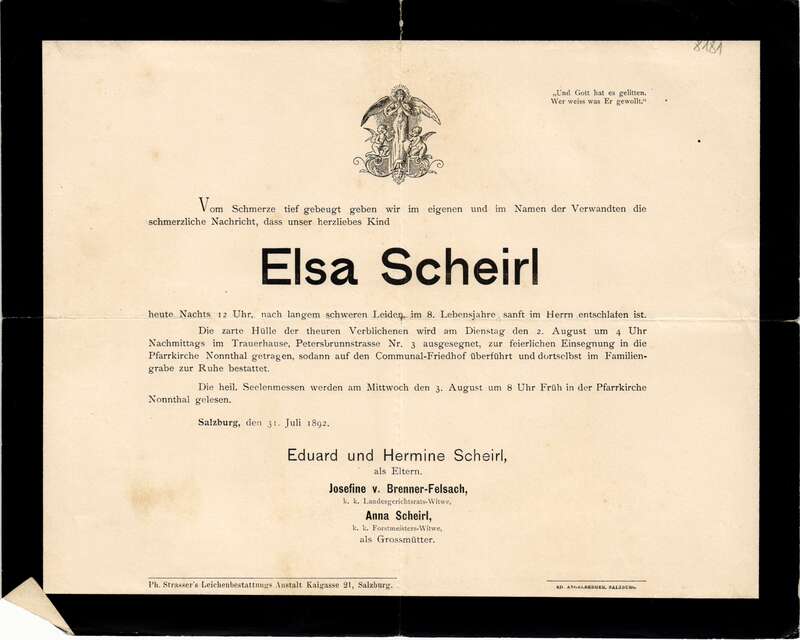 8181
„Und Gott hat es gelitten.
Wer weiss was Er gewollt.“
Vom Schmerze tief gebeugt geben wir im eigenen und im Namen der Verwandten die
schmerzliche Nachricht, dass unser herzliebes Kind
Elsa Scheirl
heute Nachts 12 Uhr, nach langem schweren Leiden, im 8. Lebensjahre, sanft im Herrn entschlafen ist.
Die zarte Hülle der theuren Verblichenen wird am Dienstag den 2. August um 4 Uhr
Nachmittags im Trauerhause, Petersbrunnstrasse Nr. 3 ausgesegnet, zur feierlichen Einsegnung in die
Pfarrkirche Nonnthal getragen, sodann auf den Communal-Friedhof überführt und dortselbst im Familien-
grabe zur Ruhe bestattet.
Die heil. Seelenmessen werden am Mittwoch den 3. August um 8 Uhr Früh in der Pfarrkirche
Nonnthal gelesen.
Salzburg, den 31. Juli 1892.
Eduard und Hermine Scheirl,
als Eltern.
Josefine v. Brenner-Felsach,
k. k. Landesgerichtsrats-Witwe,
Anna Scheirl,
k. k. Forstmeisters-Witwe,
als Grossmütter.
Ph. Strasser's Leichenbestattungs Anstalt Kaigasse 21, Salzburg.
ED. ANGELBERGER, SALZBURG.